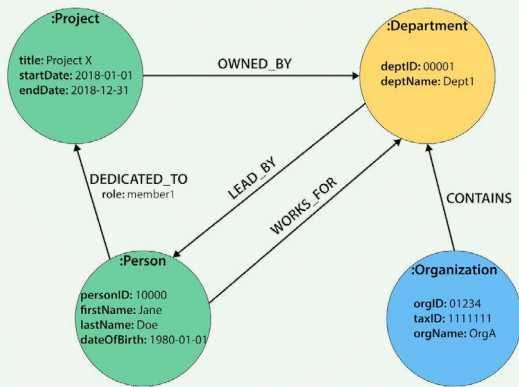 :Project
title: Project X
startDate: 2018-01-01
endDate: 2018-12-31
OWNED_BY
:Department
deptID: 00001
deptName: Dept1
DEDICATED_TO
role: member1
LEAD_BY
WORKS_FOR
CONTAINS
:Person
personID: 10000
firstName: Jane
lastName: Doe
dateOfBirth: 1980-01-01
:Organization
orgID: 01234
taxID: 1111111
orgName: OrgA